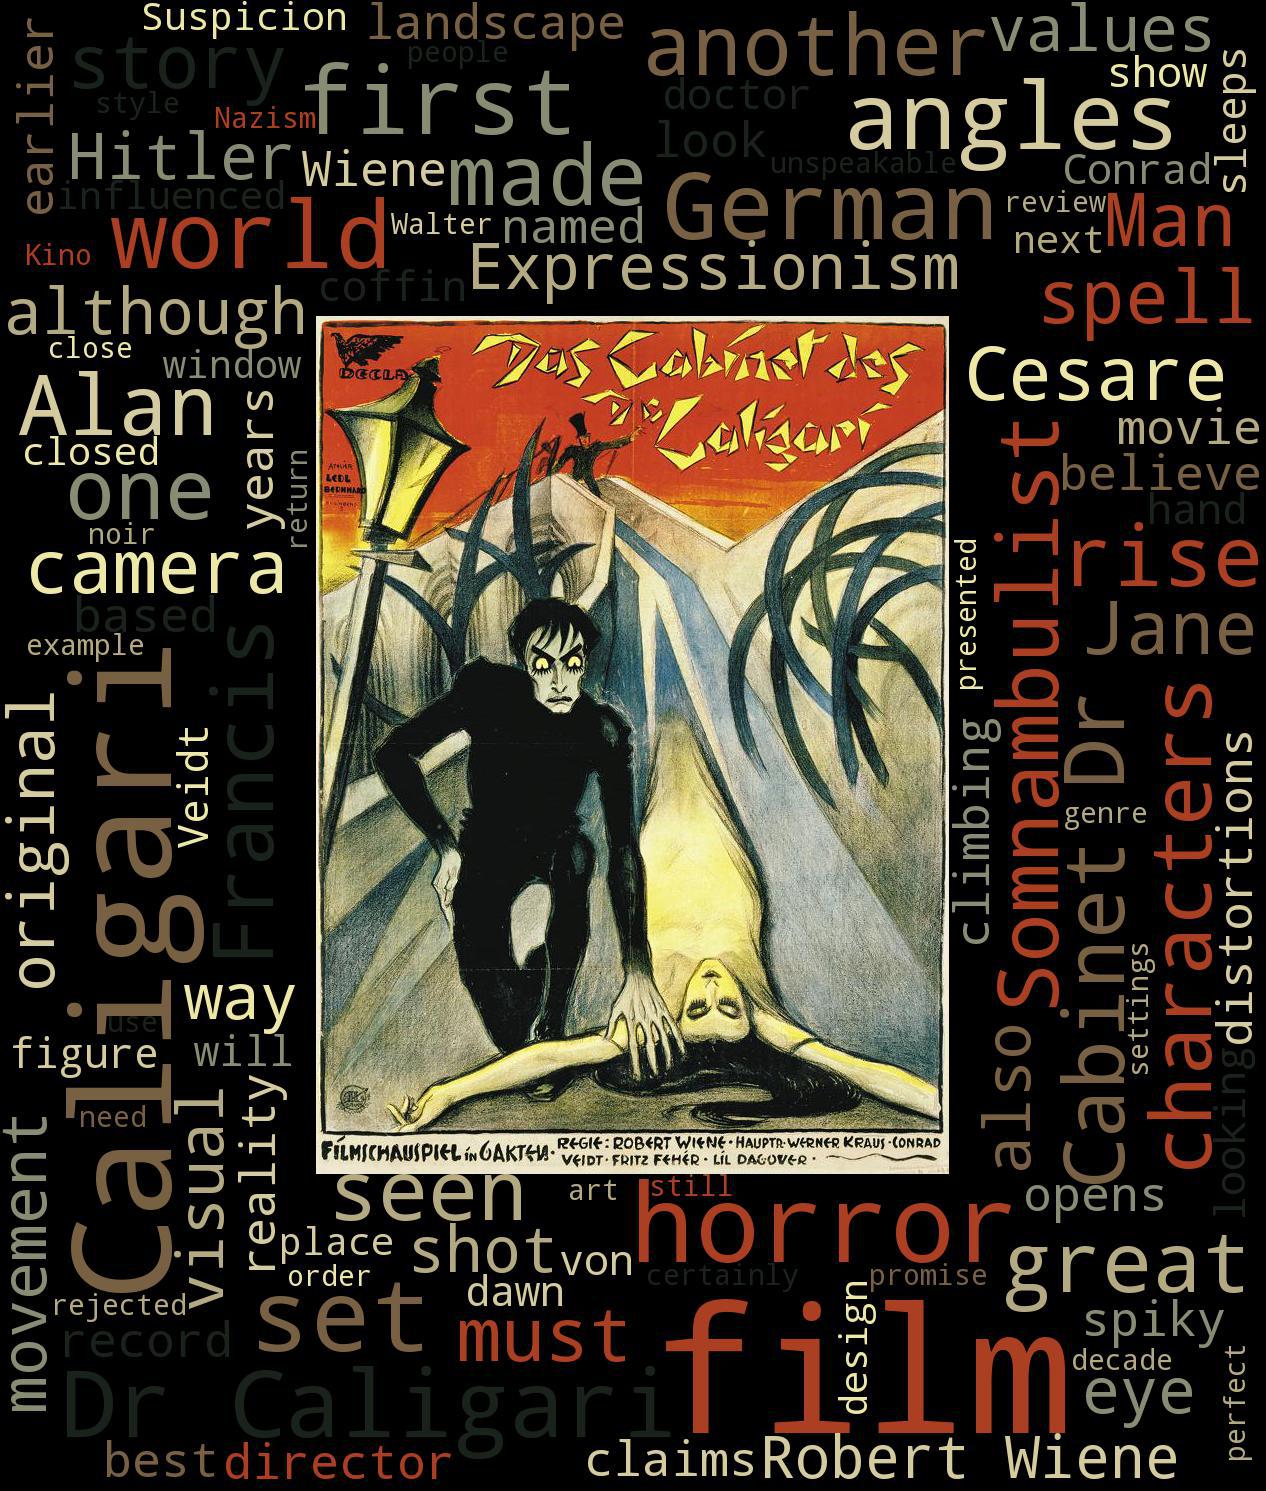 Suspicion landscape another values
story people show
style doctor angles sleeps
earlier Nazism first look
Hitler Wiene made unspeakable Conrad
influenced Walter named German review Man
Kino world next
coffin Expressionism
although spell
close window
Alan Cesare
closed years movie
one return believe
noir hand
camera Somnambulist rise
based presented Jane
example
Caligari Francis
original Veidt climbing Cabinet Dr characters
genre distortions
way settings
use
figure will also
need looking
movement visual reality
DECLA
Das Cabinet des
Dr. Caligari
ATELIER
LEDL
BERNHARD
FILMSCHAUSPIEL in 6 AKTEN. REGIE: ROBERT WIENE · HAUPTR. WERNER KRAUS · CONRAD
VEIDT · FRITZ FEHÉR · LIL DAGOVER ·
seen art still opens
place shot von horror great
order certainly promise
rejected dawn
record set must design spiky
decade
Dr Caligari film eye perfect
best director claims Robert Wiene